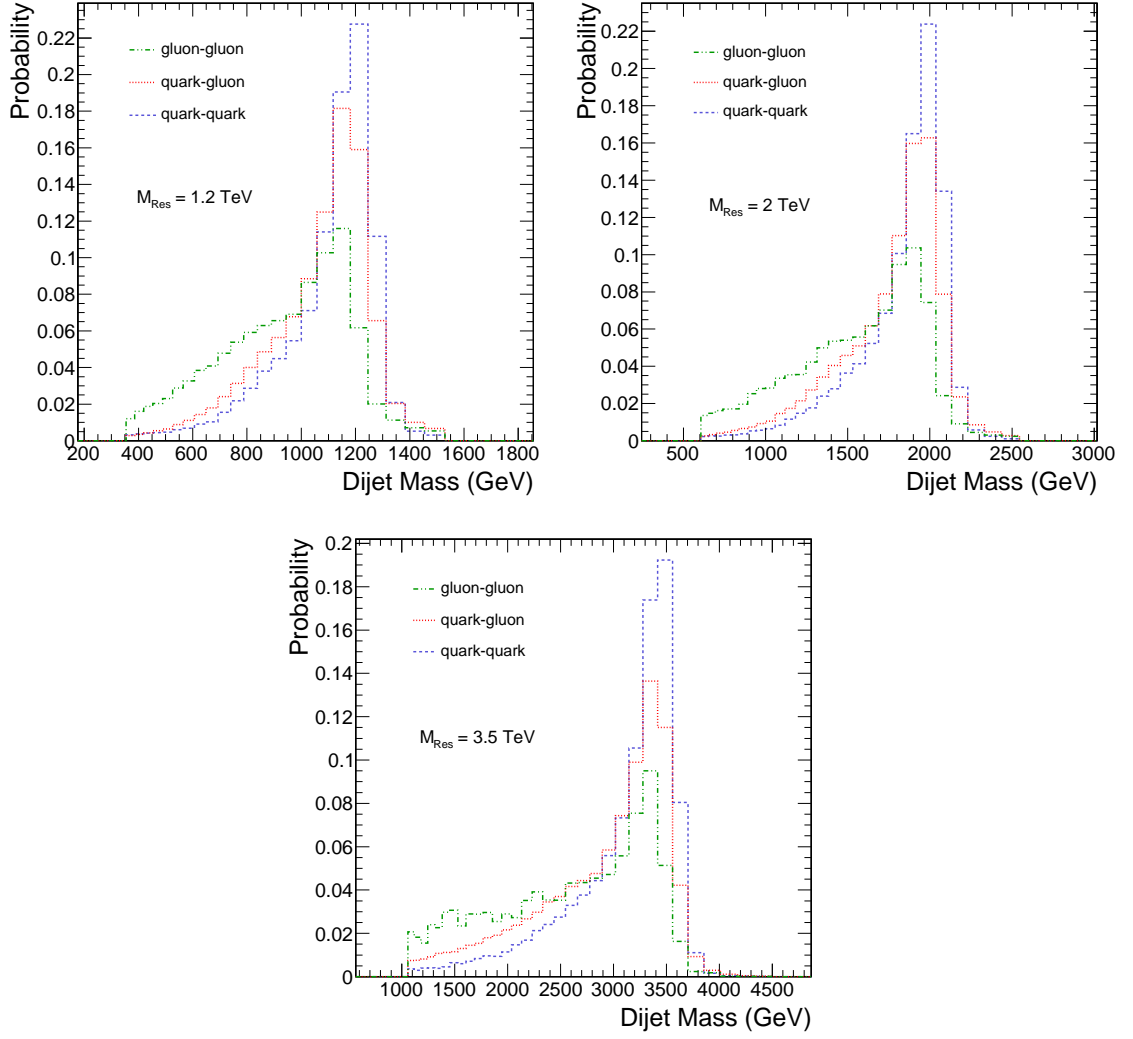 Probability
0.22
0.2
0.18
0.16
0.14
0.12
0.1
0.08
0.06
0.04
0.02
0
gluon-gluon
quark-gluon
quark-quark
M_Res = 1.2 TeV
200 400 600 800 1000 1200 1400 1600 1800
Dijet Mass (GeV)
Probability
0.22
0.2
0.18
0.16
0.14
0.12
0.1
0.08
0.06
0.04
0.02
0
gluon-gluon
quark-gluon
quark-quark
M_Res = 2 TeV
500 1000 1500 2000 2500 3000
Dijet Mass (GeV)
Probability
0.2
0.18
0.16
0.14
0.12
0.1
0.08
0.06
0.04
0.02
0
gluon-gluon
quark-gluon
quark-quark
M_Res = 3.5 TeV
1000 1500 2000 2500 3000 3500 4000 4500
Dijet Mass (GeV)